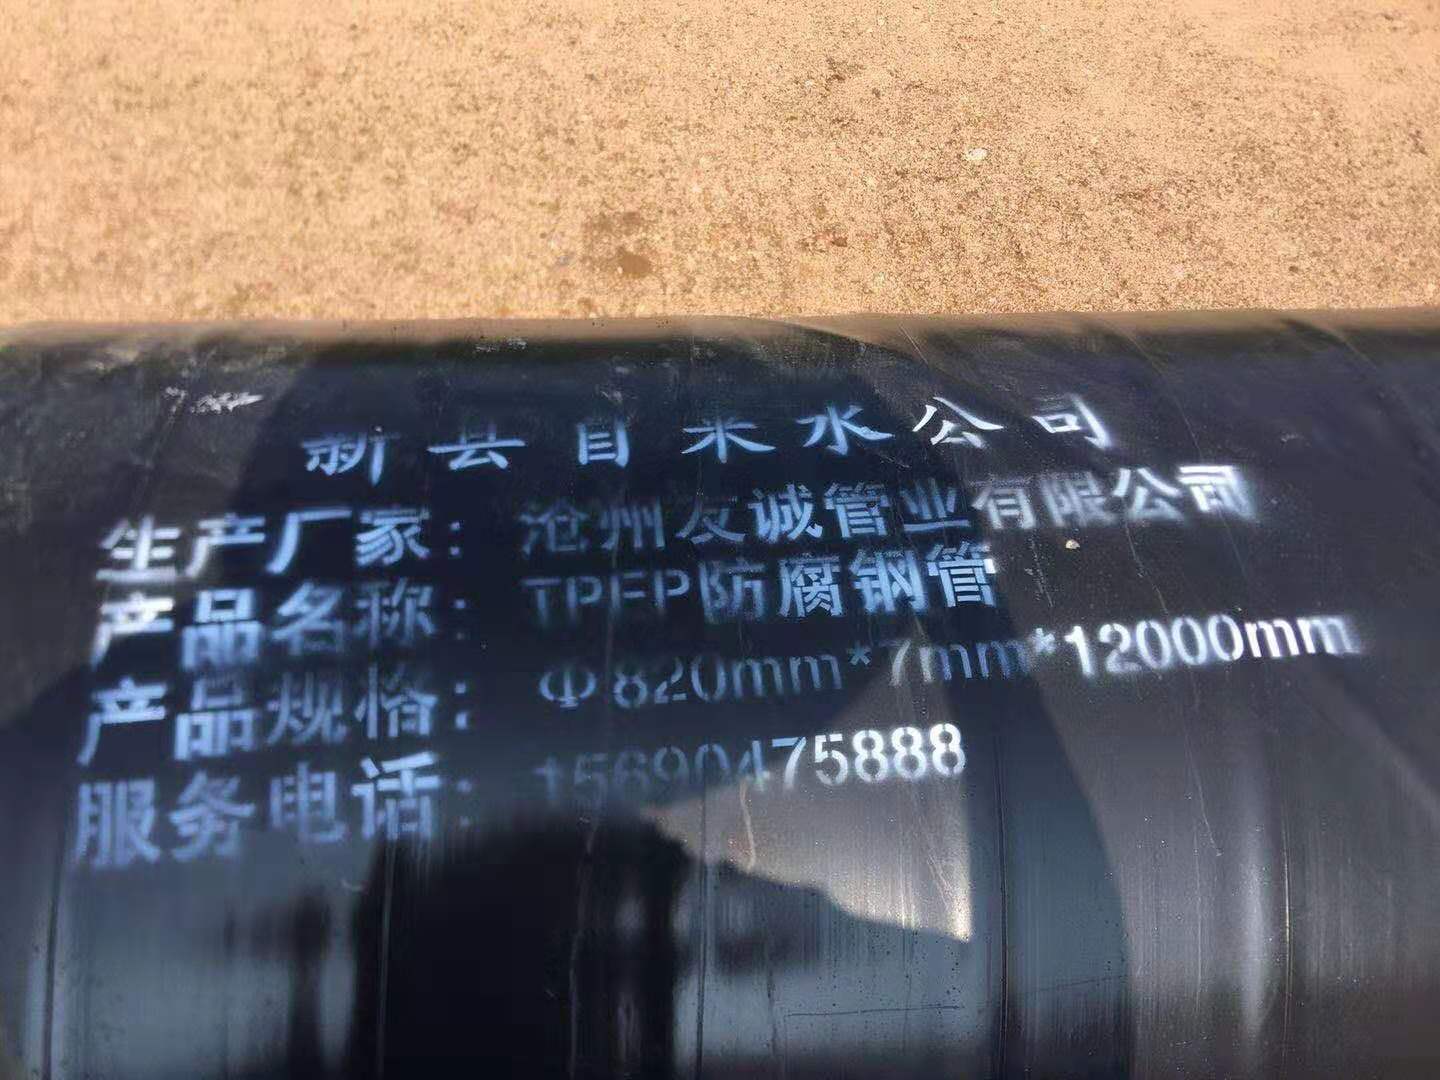 新县自来水公司
生产厂家：沧州友诚管业有限公司
产品名称：TPEP防腐钢管
产品规格：Φ820mm*7mm*12000mm
服务电话：15690475888